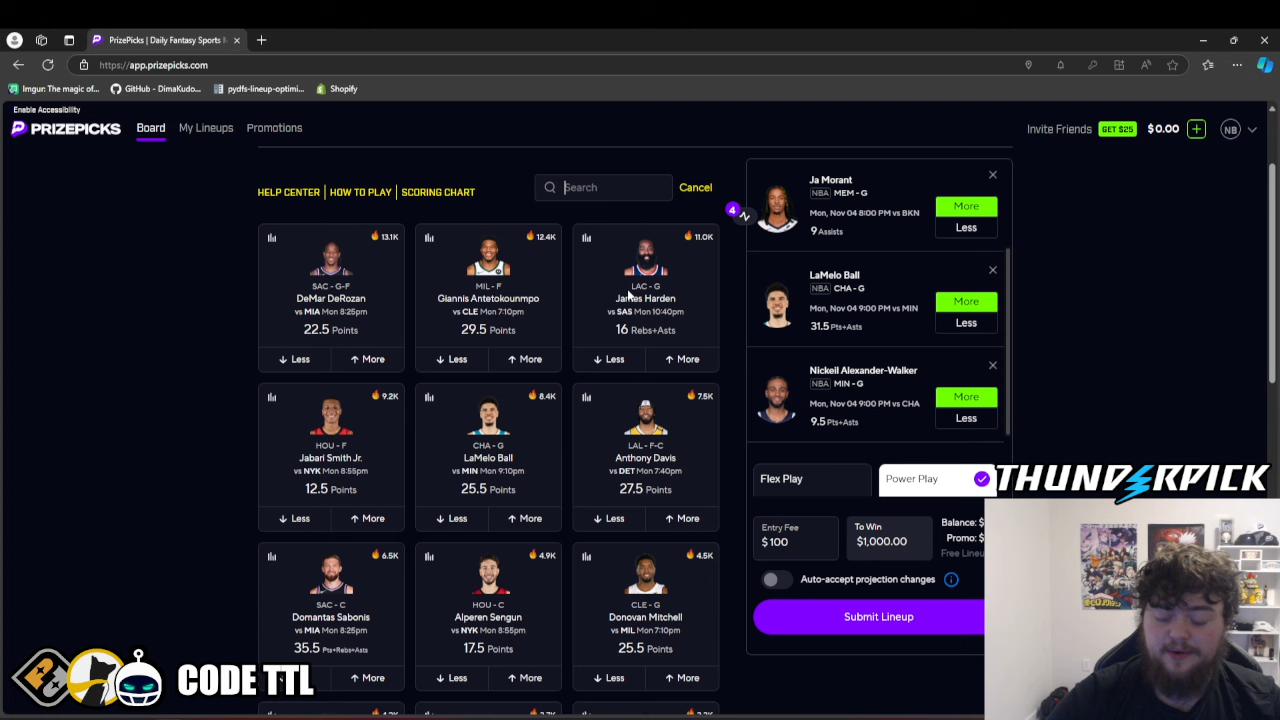 PrizePicks | Daily Fantasy Sports
https://app.prizepicks.com
Imgur: The magic of...
GitHub - DimaKudo...
pydfs-lineup-optimi...
Shopify
Enable Accessibility
PRIZEPICKS
Board
My Lineups
Promotions
Invite Friends
GET $25
$0.00
NB
HELP CENTER | HOW TO PLAY | SCORING CHART
Search
Cancel
13.1K
SAC - G-F
DeMar DeRozan
vs MIA Mon 8:25pm
22.5 Points
Less
More
12.4K
MIL - F
Giannis Antetokounmpo
vs CLE Mon 7:10pm
29.5 Points
Less
More
11.0K
LAC - G
James Harden
vs SAS Mon 10:40pm
16 Rebs+Asts
Less
More
9.2K
HOU - F
Jabari Smith Jr.
vs NYK Mon 8:55pm
12.5 Points
Less
More
8.4K
CHA - G
LaMelo Ball
vs MIN Mon 9:10pm
25.5 Points
Less
More
7.5K
LAL - F-C
Anthony Davis
vs DET Mon 7:40pm
27.5 Points
Less
More
6.5K
SAC - C
Domantas Sabonis
vs MIA Mon 8:25pm
35.5 Pts+Rebs+Asts
More
4.9K
HOU - C
Alperen Sengun
vs NYK Mon 8:55pm
17.5 Points
Less
More
4.5K
CLE - G
Donovan Mitchell
vs MIL Mon 7:10pm
25.5 Points
Less
More
4
Ja Morant
NBA MEM - G
Mon, Nov 04 8:00 PM vs BKN
9 Assists
More
Less
LaMelo Ball
NBA CHA - G
Mon, Nov 04 9:00 PM vs MIN
31.5 Pts+Asts
More
Less
Nickeil Alexander-Walker
NBA MIN - G
Mon, Nov 04 9:00 PM vs CHA
9.5 Pts+Asts
More
Less
Flex Play
Power Play
Entry Fee
$ 100
To Win
$1,000.00
Balance: $
Promo: $
Free Lineu
Auto-accept projection changes
Submit Lineup
THUNDERPICK
CODE TTL